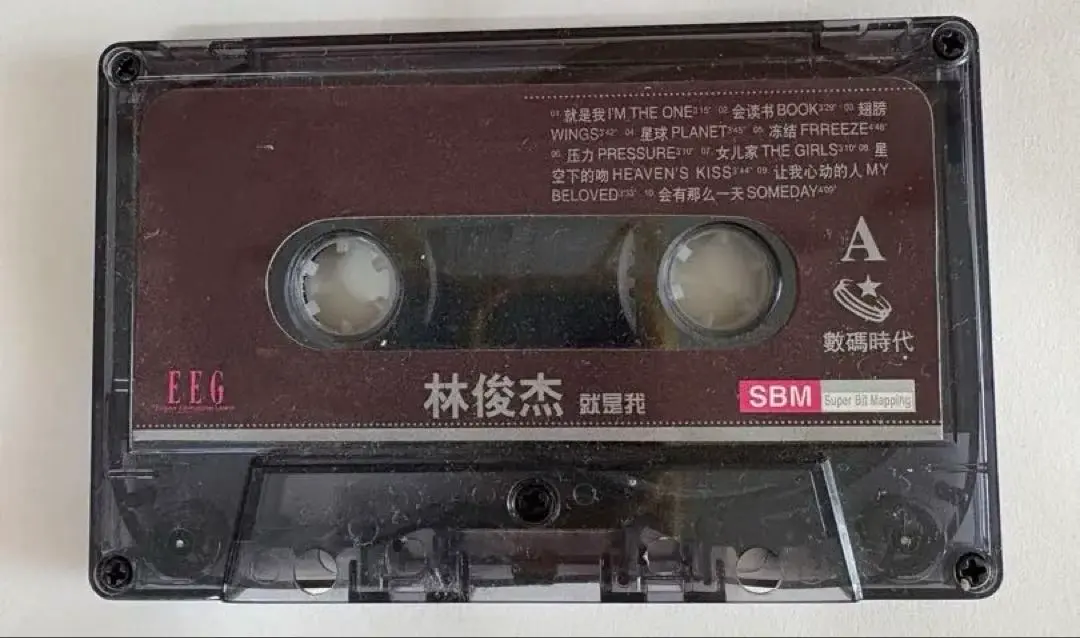 01. 就是我 I'M THE ONE 3'15" 02. 会读书 BOOK 3'29" 03. 翅膀
WINGS 3'42" 04. 星球 PLANET 3'45" 05. 冻结 FRREEZE 4'48"
06. 压力 PRESSURE 3'10" 07. 女儿家 THE GIRLS 3'10" 08. 星
空下的吻 HEAVEN'S KISS 3'44" 09. 让我心动的人 MY
BELOVED 3'33" 10. 会有那么一天 SOMEDAY 4'09"
A
數碼時代
EEG
林俊杰 就是我
SBM Super Bit Mapping